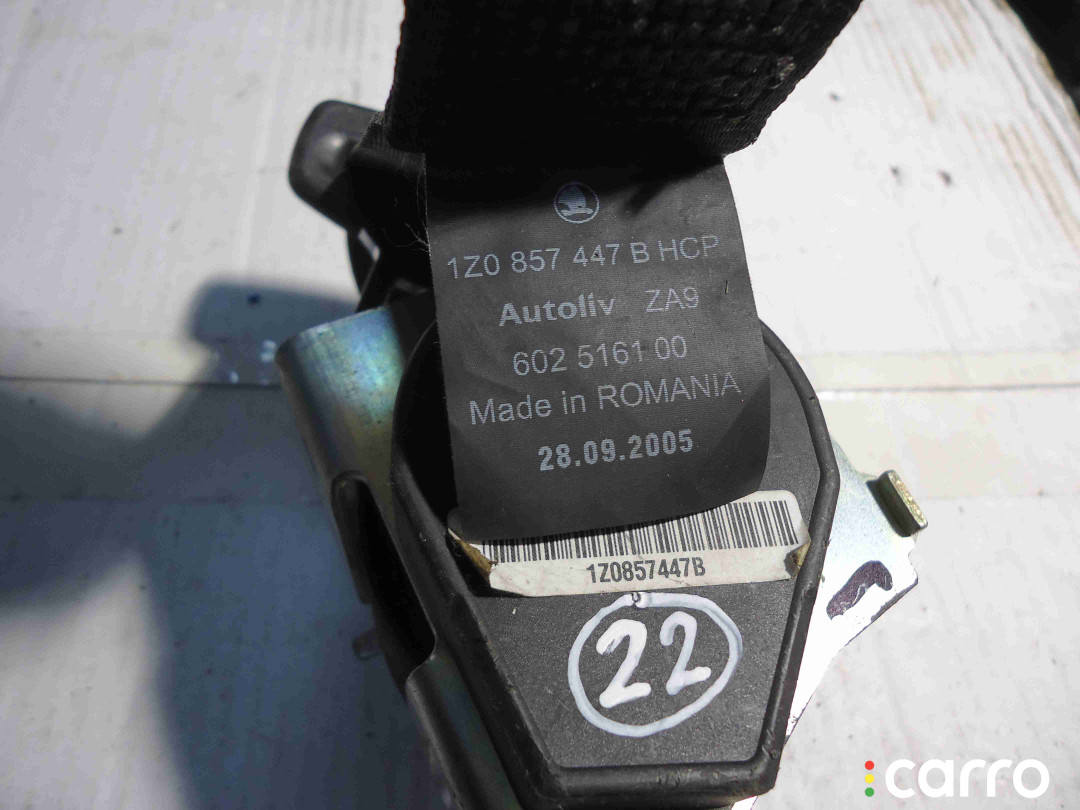 1Z0 857 447 B HCP
Autoliv ZA9
602 5161 00
Made in ROMANIA
28.09.2005
1Z0857447B
22
carro